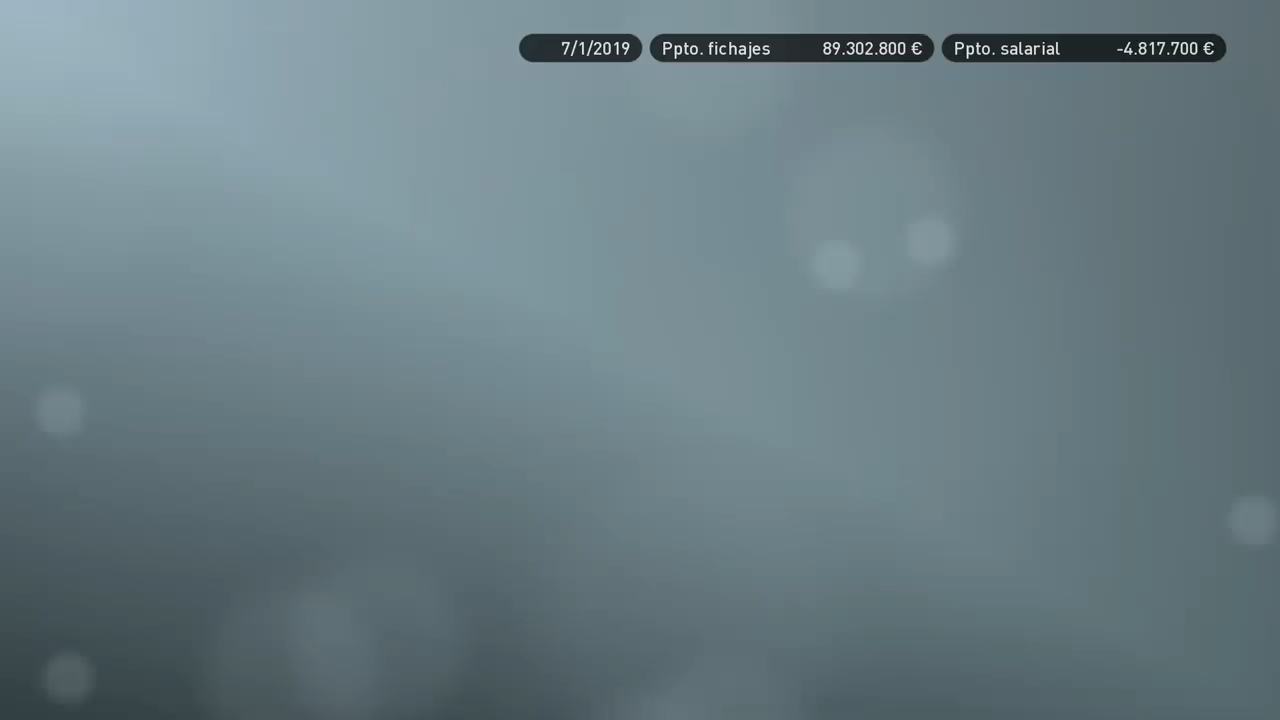 7/1/2019 Ppto. fichajes 89.302.800 € Ppto. salarial -4.817.700 €